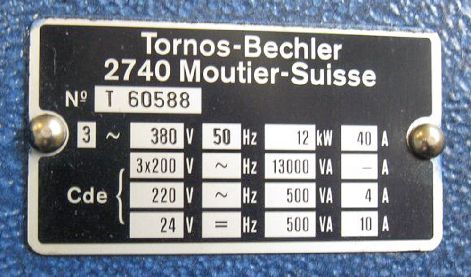 Tornos-Bechler
2740 Moutier-Suisse
Nº T 60588
3 ~ 380 V 50 Hz 12 kW 40 A
3x200 V ~ Hz 13000 VA – A
Cde 220 V ~ Hz 500 VA 4 A
24 V = Hz 500 VA 10 A